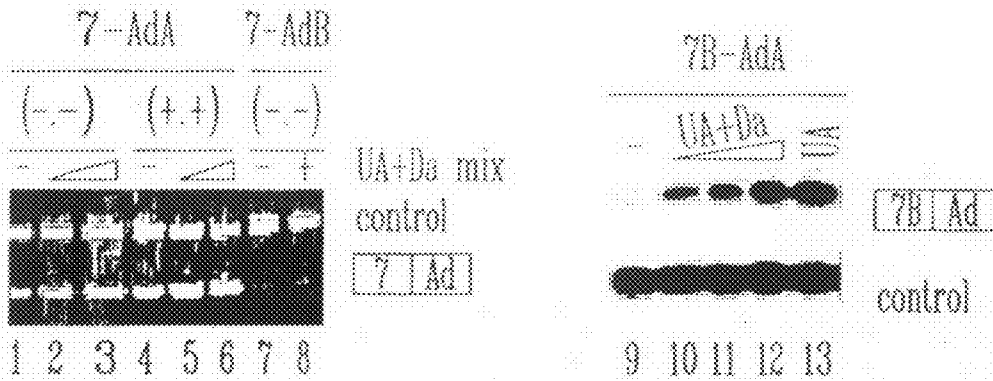 7-AdA 7-AdB
(-.-) (+.+) (-.-)
- - - + UA+Da mix
control
7 Ad
1 2 3 4 5 6 7 8
7B-AdA
- UA+Da UA
7B Ad
control
9 10 11 12 13